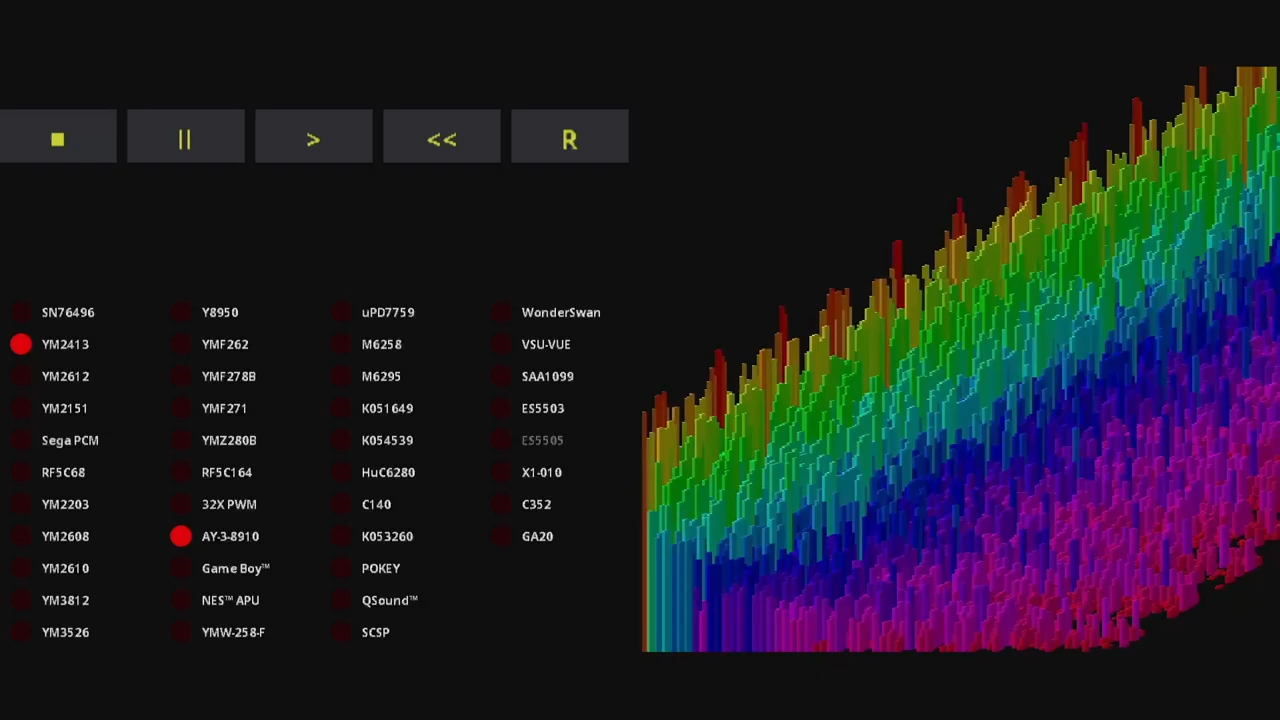 ■ || > << R
SN76496 Y8950 uPD7759 WonderSwan
YM2413 YMF262 M6258 VSU-VUE
YM2612 YMF278B M6295 SAA1099
YM2151 YMF271 K051649 ES5503
Sega PCM YMZ280B K054539 ES5505
RF5C68 RF5C164 HuC6280 X1-010
YM2203 32X PWM C140 C352
YM2608 AY-3-8910 K053260 GA20
YM2610 Game Boy™ POKEY
YM3812 NES™ APU QSound™
YM3526 YMW-258-F SCSP